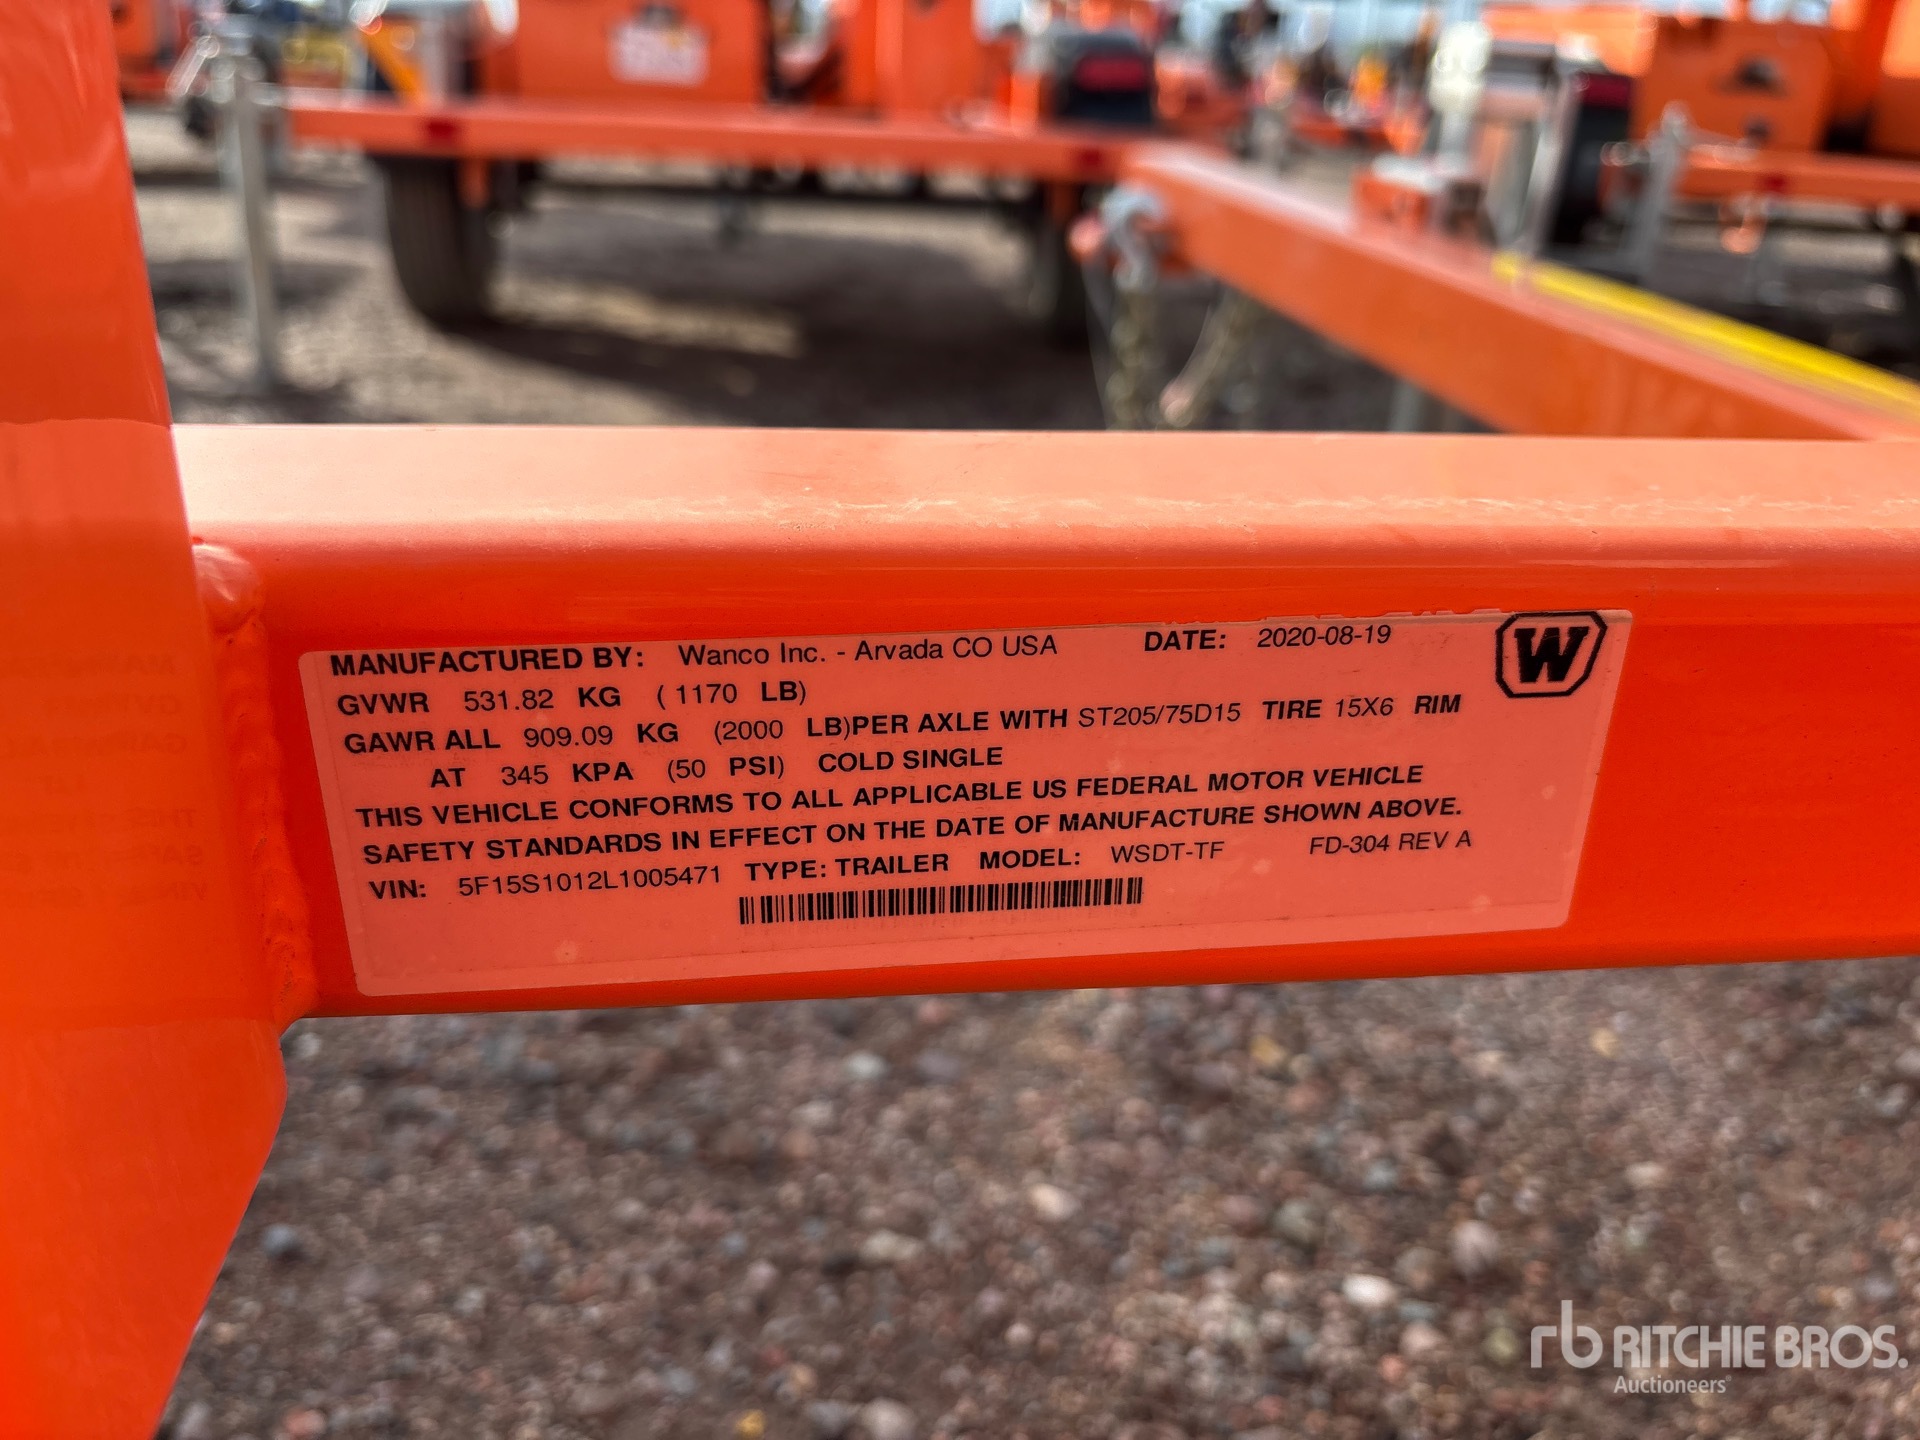 MANUFACTURED BY: Wanco Inc. - Arvada CO USA DATE: 2020-08-19 W
GVWR 531.82 KG ( 1170 LB)
GAWR ALL 909.09 KG (2000 LB)PER AXLE WITH ST205/75D15 TIRE 15X6 RIM
AT 345 KPA (50 PSI) COLD SINGLE
THIS VEHICLE CONFORMS TO ALL APPLICABLE US FEDERAL MOTOR VEHICLE
SAFETY STANDARDS IN EFFECT ON THE DATE OF MANUFACTURE SHOWN ABOVE.
VIN: 5F15S1012L1005471 TYPE: TRAILER MODEL: WSDT-TF FD-304 REV A
rb RITCHIE BROS.
Auctioneers